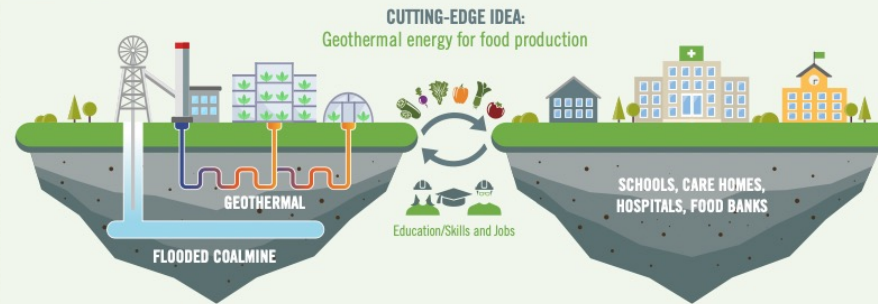 CUTTING-EDGE IDEA:
Geothermal energy for food production
GEOTHERMAL
FLOODED COALMINE
Education/Skills and Jobs
SCHOOLS, CARE HOMES,
HOSPITALS, FOOD BANKS